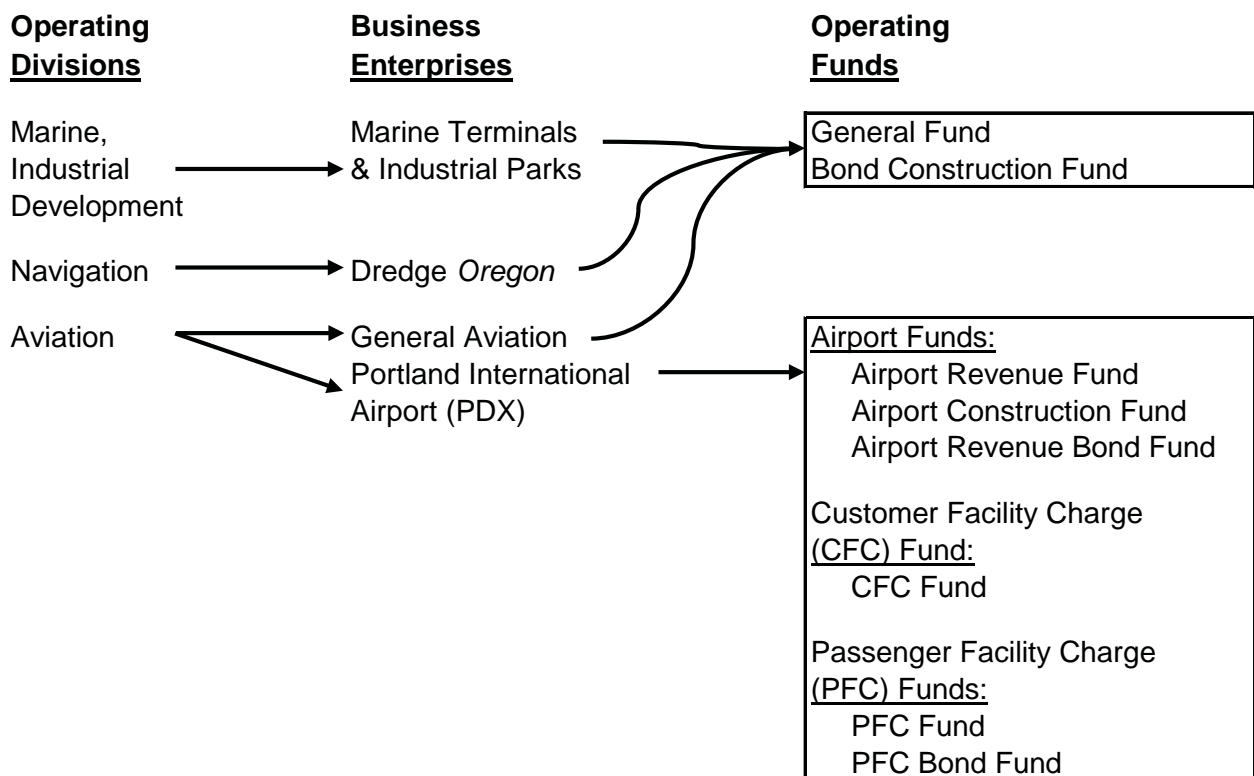 Operating Divisions
Business Enterprises
Operating Funds
Marine,
Industrial
Development
Marine Terminals
& Industrial Parks
General Fund
Bond Construction Fund
Navigation
Dredge Oregon
Aviation
General Aviation
Portland International
Airport (PDX)
Airport Funds:
Airport Revenue Fund
Airport Construction Fund
Airport Revenue Bond Fund
Customer Facility Charge
(CFC) Fund:
CFC Fund
Passenger Facility Charge
(PFC) Funds:
PFC Fund
PFC Bond Fund